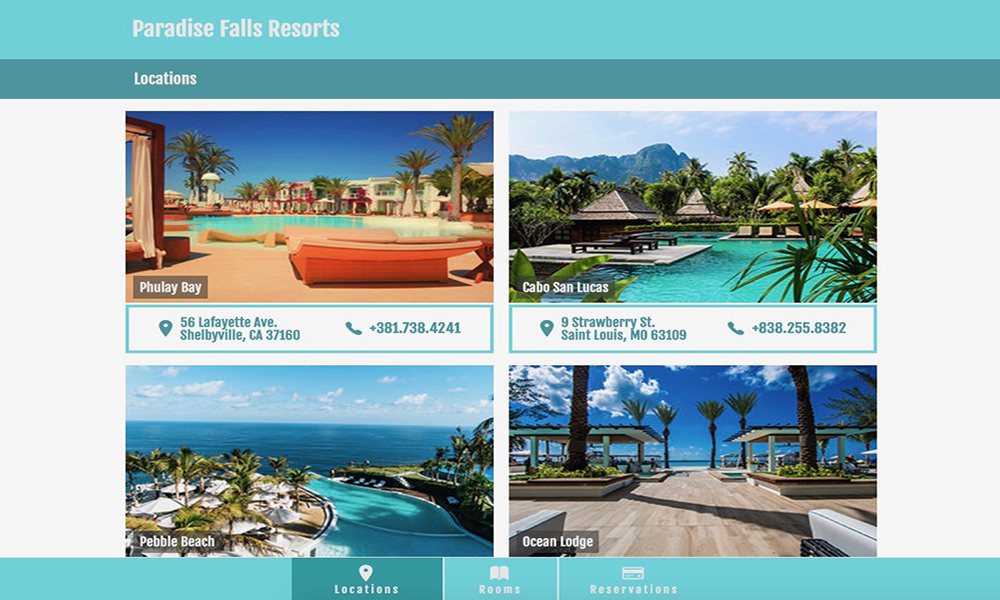 Paradise Falls Resorts
Locations
Phulay Bay
Cabo San Lucas
56 Lafayette Ave.
Shelbyville, CA 37160
+381.738.4241
9 Strawberry St.
Saint Louis, MO 63109
+838.255.8382
Pebble Beach
Ocean Lodge
Locations
Rooms
Reservations